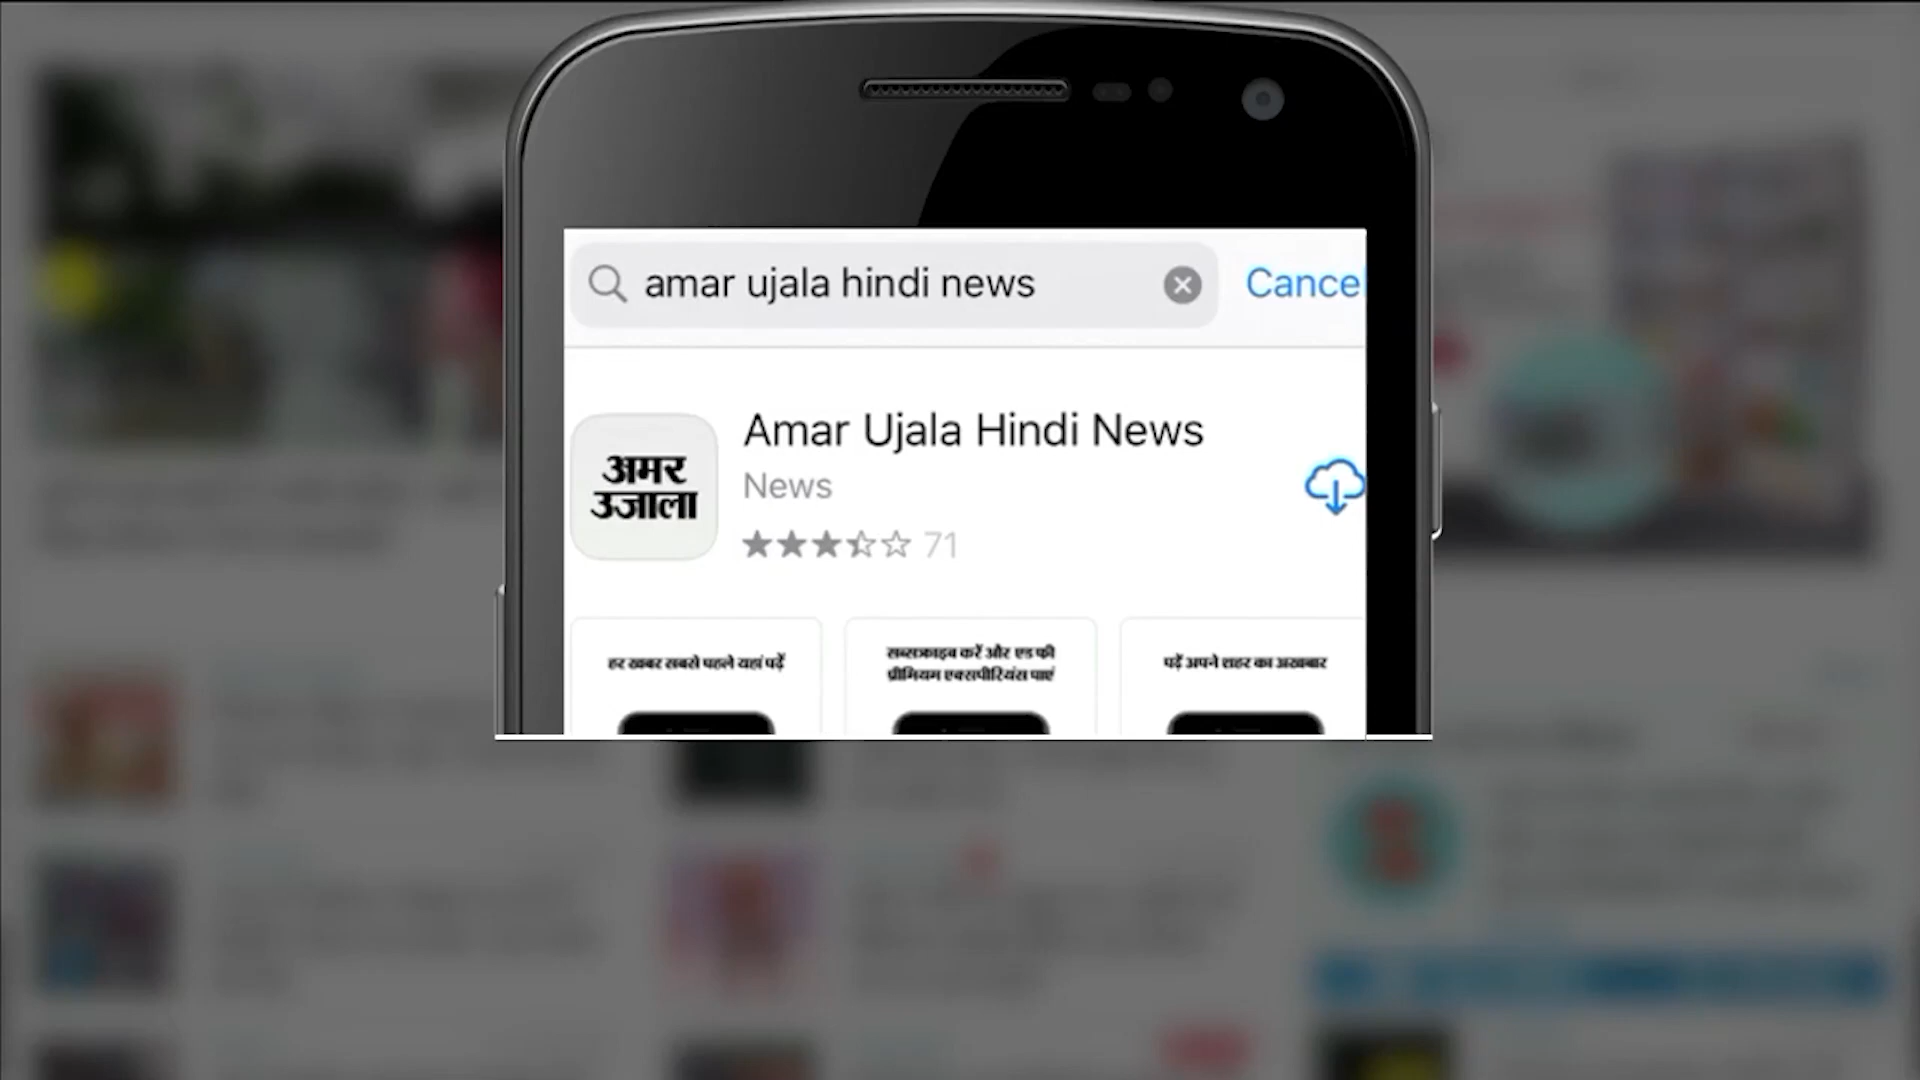 amar ujala hindi news
Cancel
अमर
उजाला
Amar Ujala Hindi News
News
71
हर खबर सबसे पहले यहां पढ़ें
सब्सक्राइब करें और एड फ्री
प्रीमियम एक्सपीरियंस पाएं
पढ़ें अपने शहर का अखबार